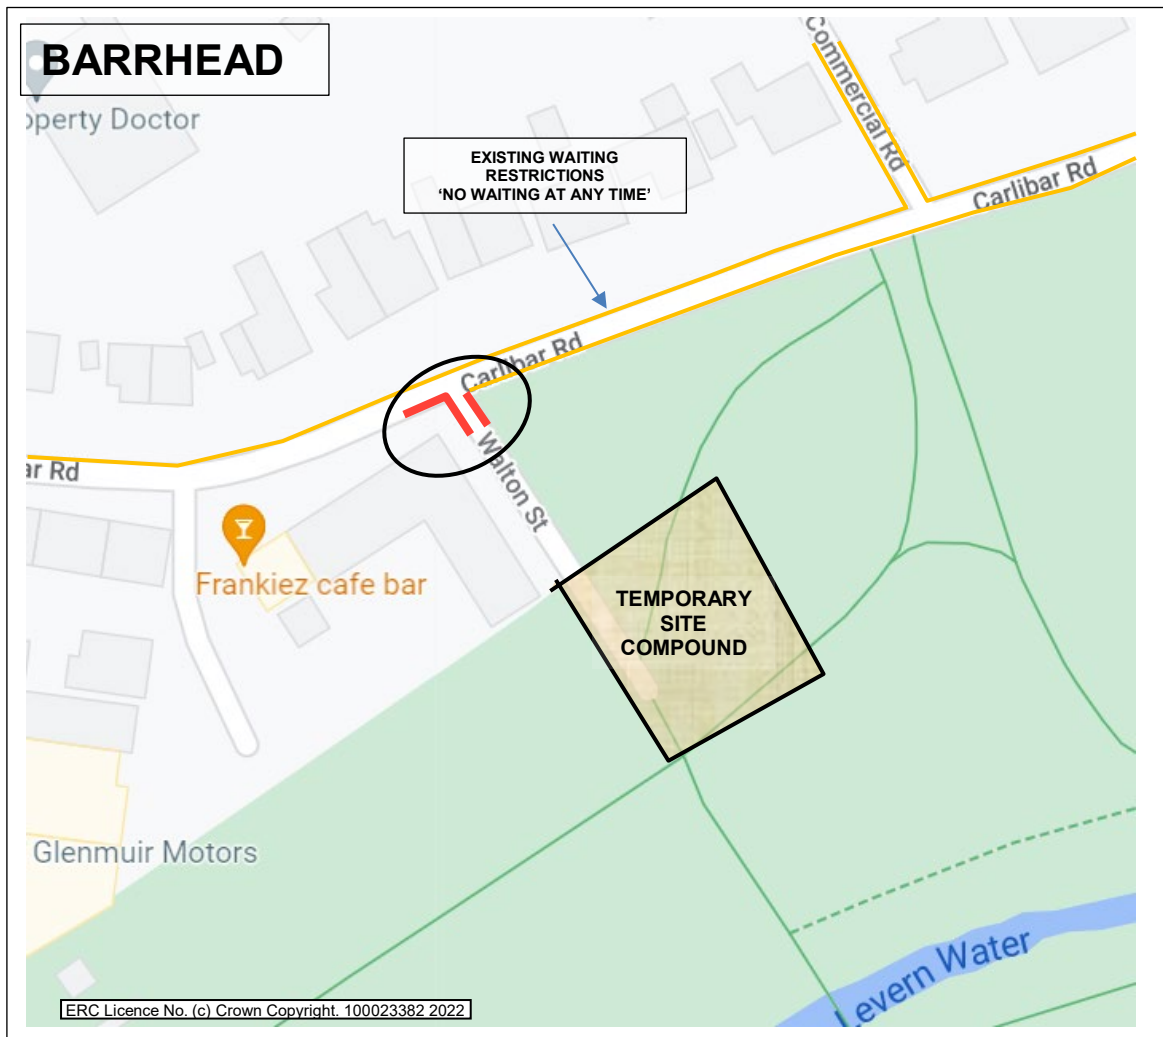 BARRHEAD
operty Doctor
Commercial Rd
EXISTING WAITING
RESTRICTIONS
‘NO WAITING AT ANY TIME’
Carlibar Rd
Carlibar Rd
ar Rd
Walton St
Frankiez cafe bar
TEMPORARY
SITE
COMPOUND
Glenmuir Motors
Levern Water
ERC Licence No. (c) Crown Copyright. 100023382 2022